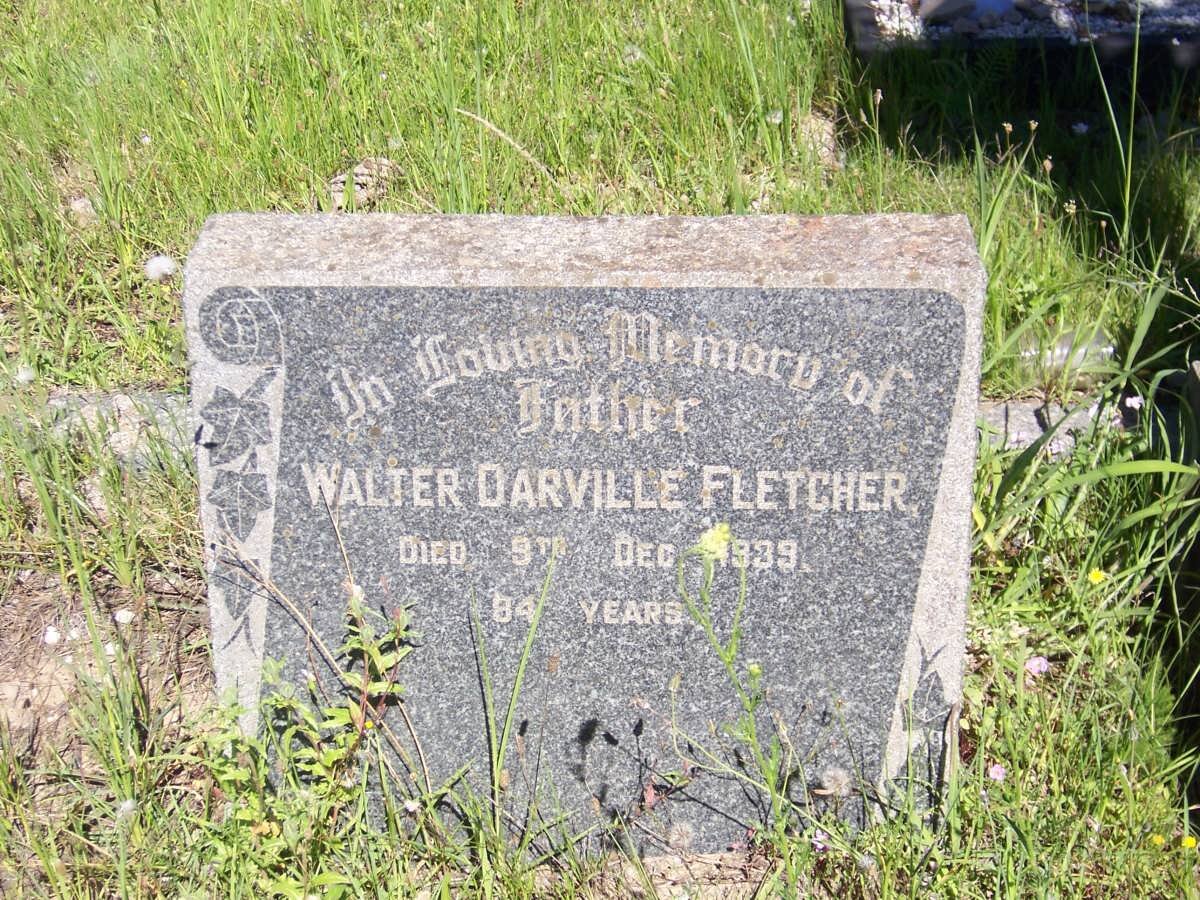 In Loving Memory of
Father
WALTER DARVILLE FLETCHER.
DIED 9TH DEC 1939.
84 YEARS